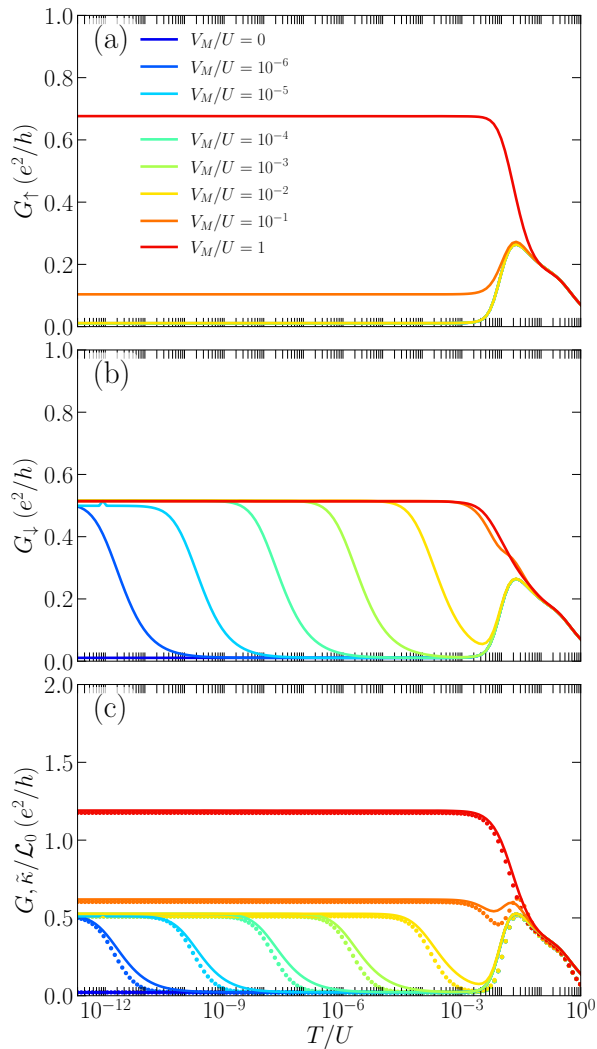 1.0
0.8
0.6
0.4
0.2
0.0
G↑ (e²/h)
(a)
V_M/U = 0
V_M/U = 10⁻⁶
V_M/U = 10⁻⁵
V_M/U = 10⁻⁴
V_M/U = 10⁻³
V_M/U = 10⁻²
V_M/U = 10⁻¹
V_M/U = 1
1.0
0.8
0.6
0.4
0.2
0.0
G↓ (e²/h)
(b)
2.0
1.5
1.0
0.5
0.0
G, κ̃/𝓛₀ (e²/h)
(c)
10⁻¹² 10⁻⁹ 10⁻⁶ 10⁻³ 10⁰
T/U